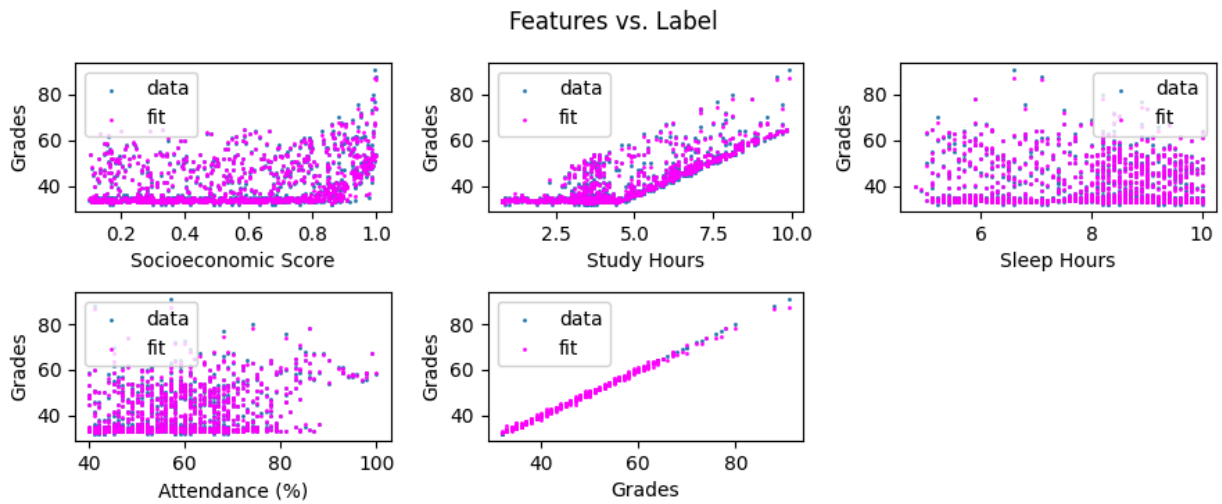 Features vs. Label
Grades
80
60
40
data
fit
0.2 0.4 0.6 0.8 1.0
Socioeconomic Score
Grades
80
60
40
data
fit
2.5 5.0 7.5 10.0
Study Hours
Grades
80
60
40
data
fit
6 8 10
Sleep Hours
Grades
80
60
40
data
fit
40 60 80 100
Attendance (%)
Grades
80
60
40
data
fit
40 60 80
Grades